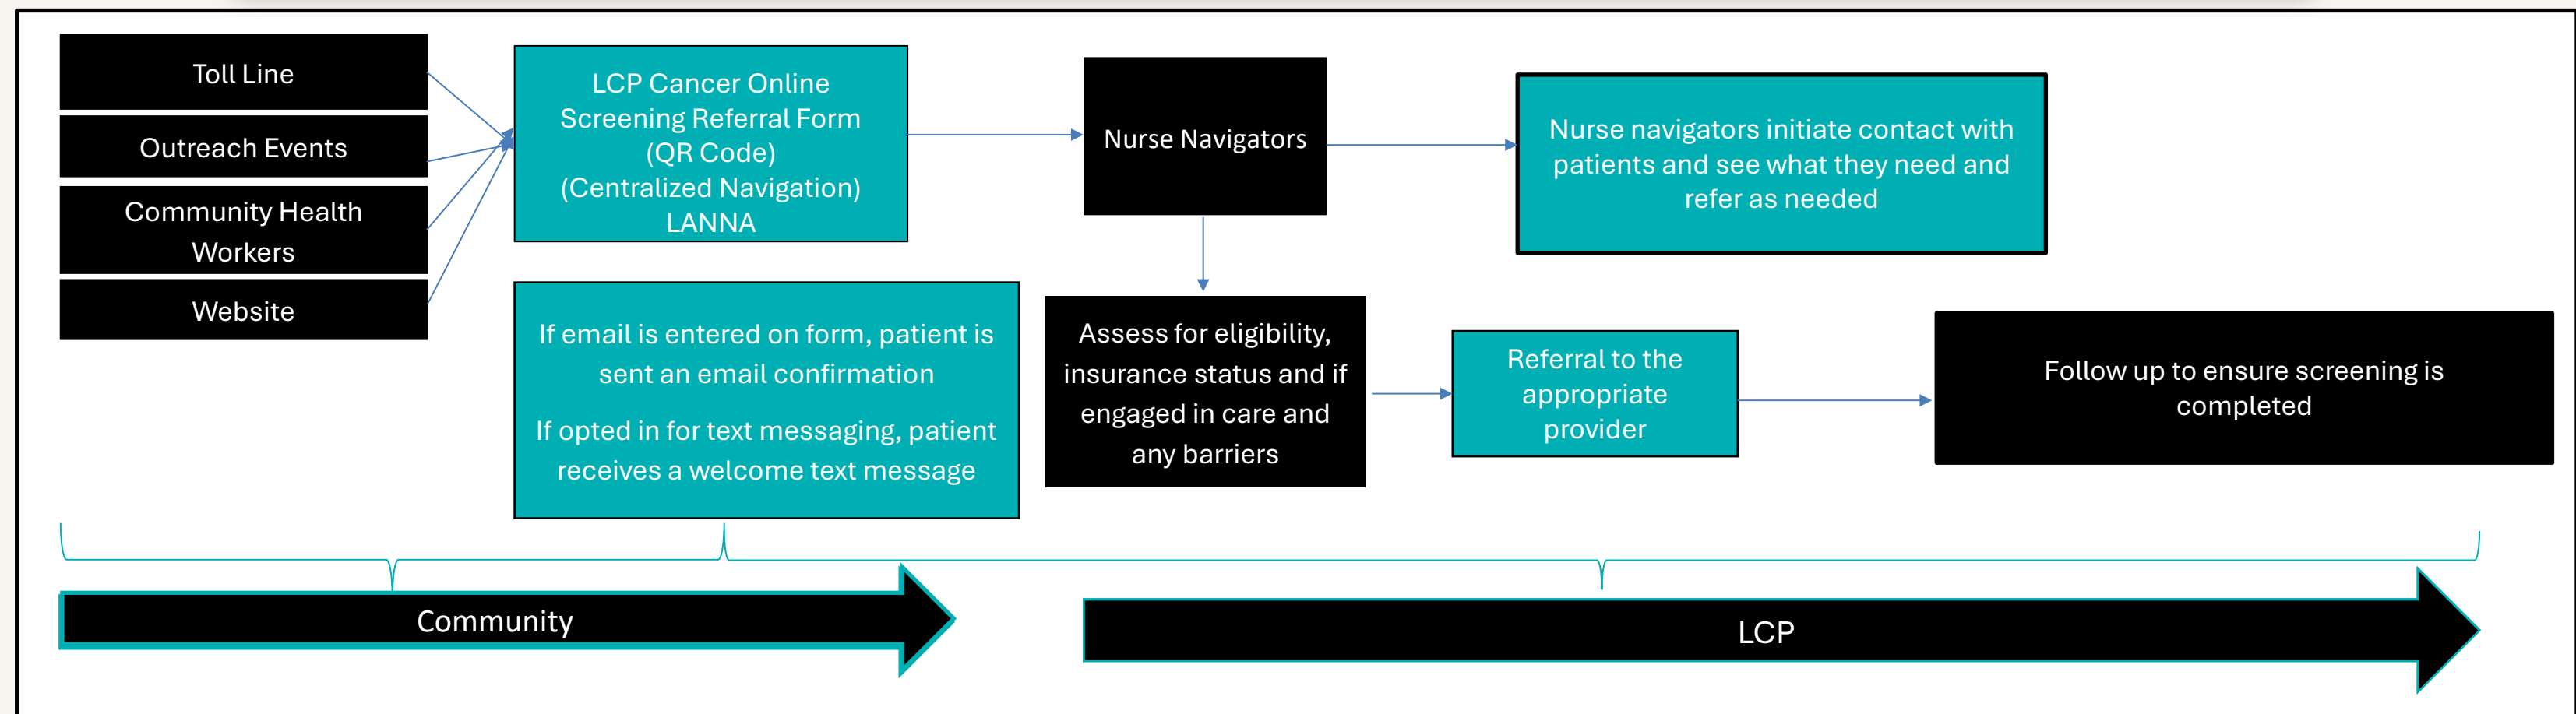 Toll Line
Outreach Events
Community Health
Workers
Website
LCP Cancer Online
Screening Referral Form
(QR Code)
(Centralized Navigation)
LANNA
If email is entered on form, patient is
sent an email confirmation
If opted in for text messaging, patient
receives a welcome text message
Nurse Navigators
Nurse navigators initiate contact with
patients and see what they need and
refer as needed
Assess for eligibility,
insurance status and if
engaged in care and
any barriers
Referral to the
appropriate
provider
Follow up to ensure screening is
completed
Community
LCP